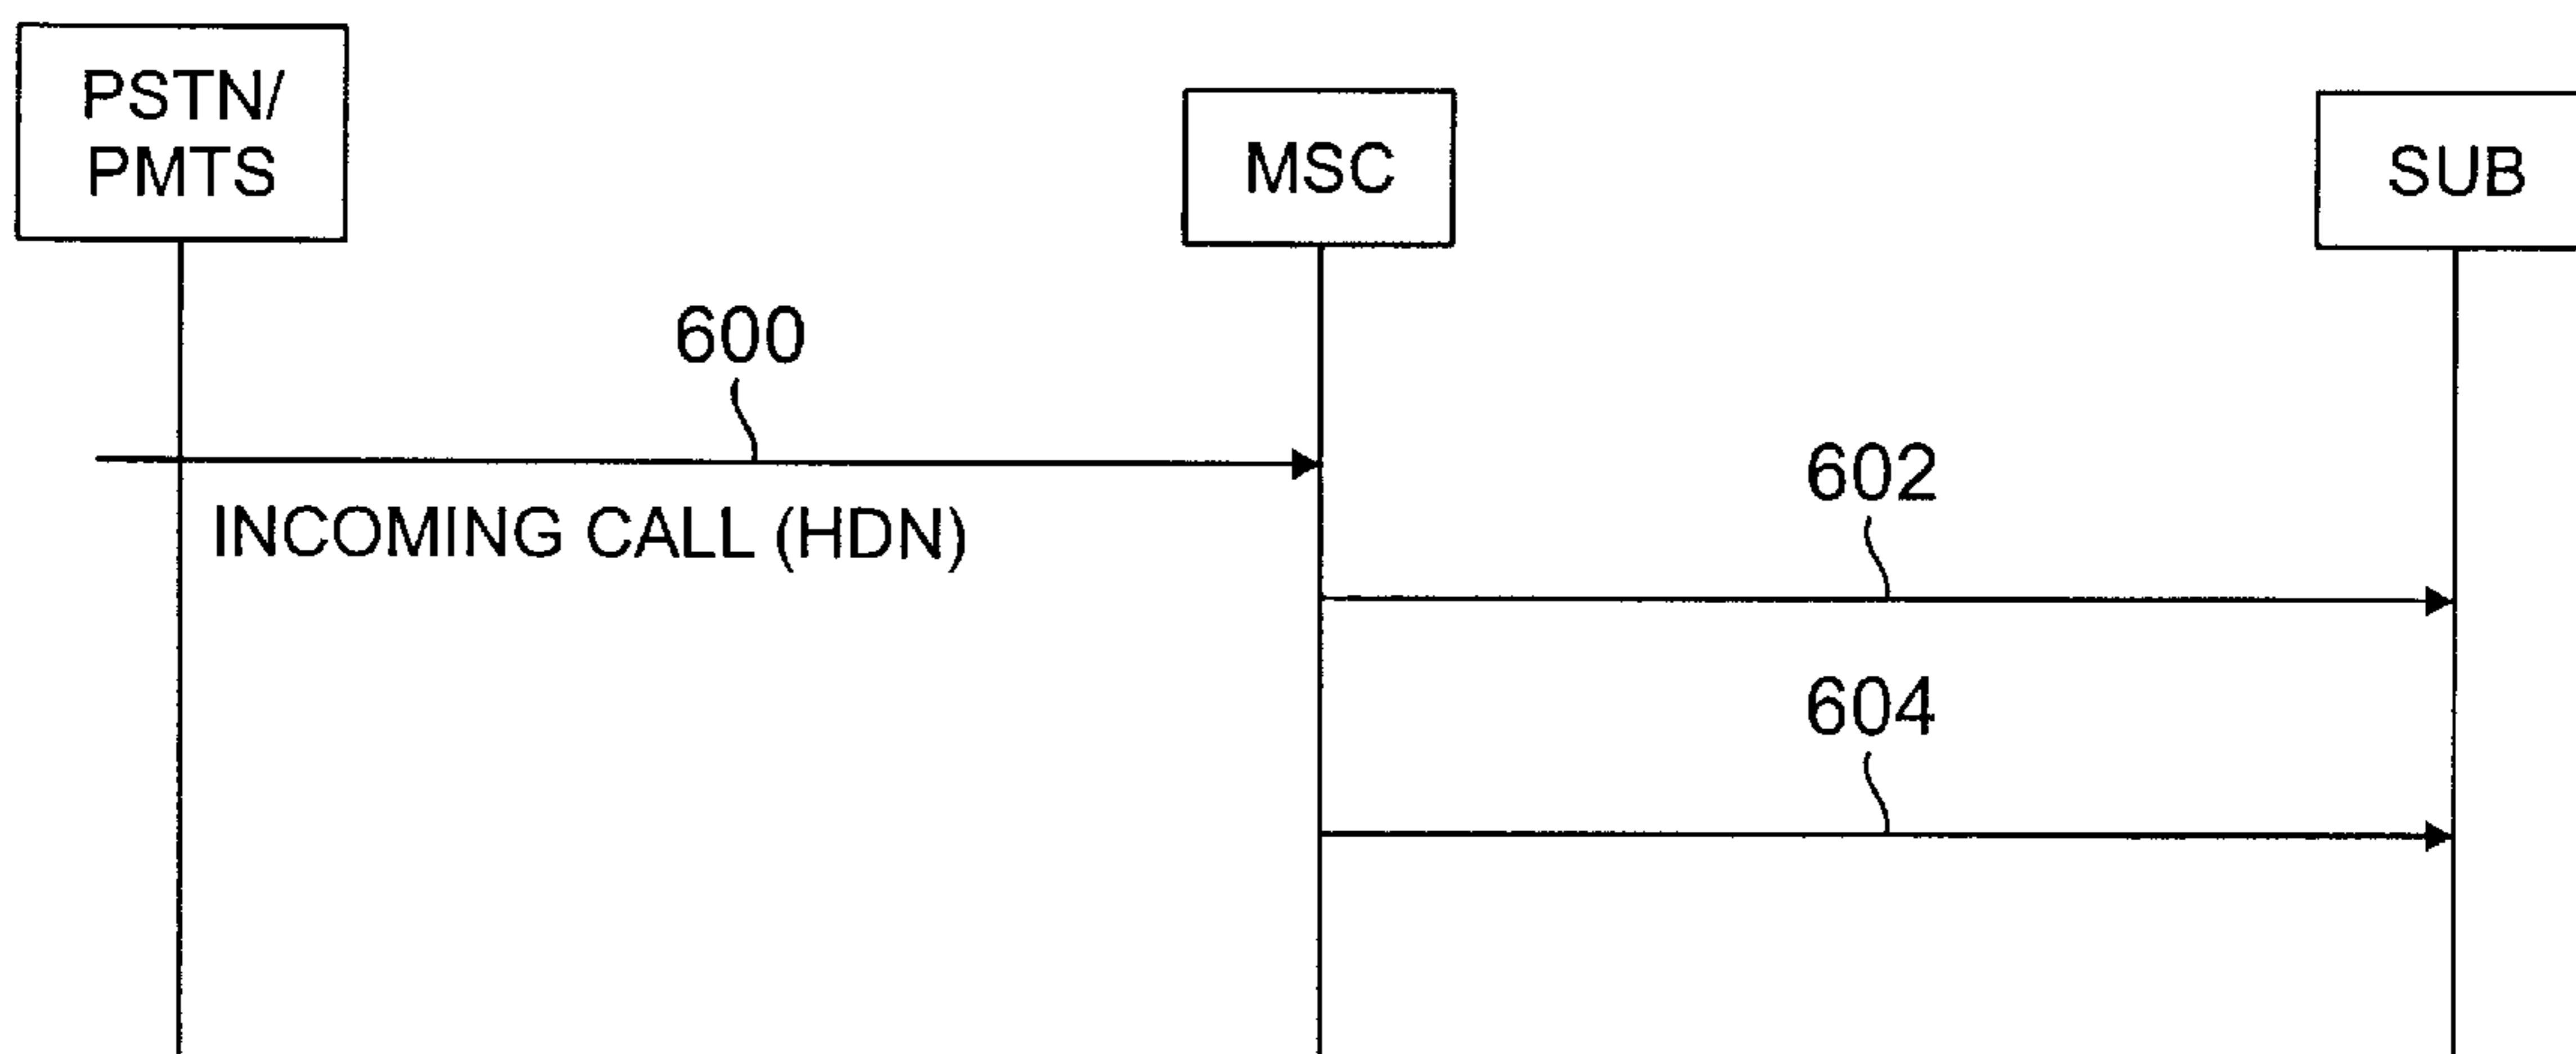 PSTN/
PMTS
MSC
SUB
600
INCOMING CALL (HDN)
602
604